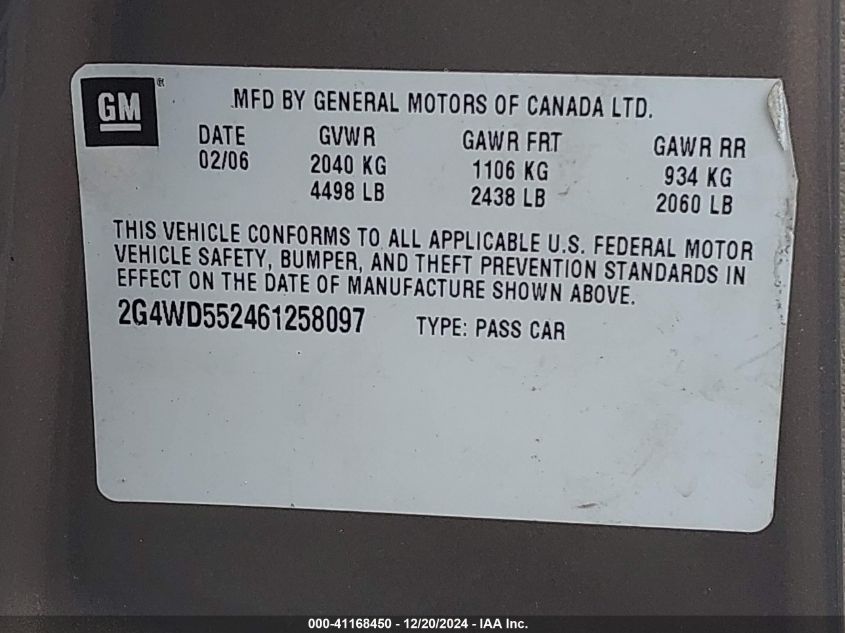 GM ®
MFD BY GENERAL MOTORS OF CANADA LTD.
DATE GVWR GAWR FRT GAWR RR
02/06 2040 KG 1106 KG 934 KG
4498 LB 2438 LB 2060 LB
THIS VEHICLE CONFORMS TO ALL APPLICABLE U.S. FEDERAL MOTOR
VEHICLE SAFETY, BUMPER, AND THEFT PREVENTION STANDARDS IN
EFFECT ON THE DATE OF MANUFACTURE SHOWN ABOVE.
2G4WD552461258097 TYPE: PASS CAR
000-41168450 - 12/20/2024 - IAA Inc.